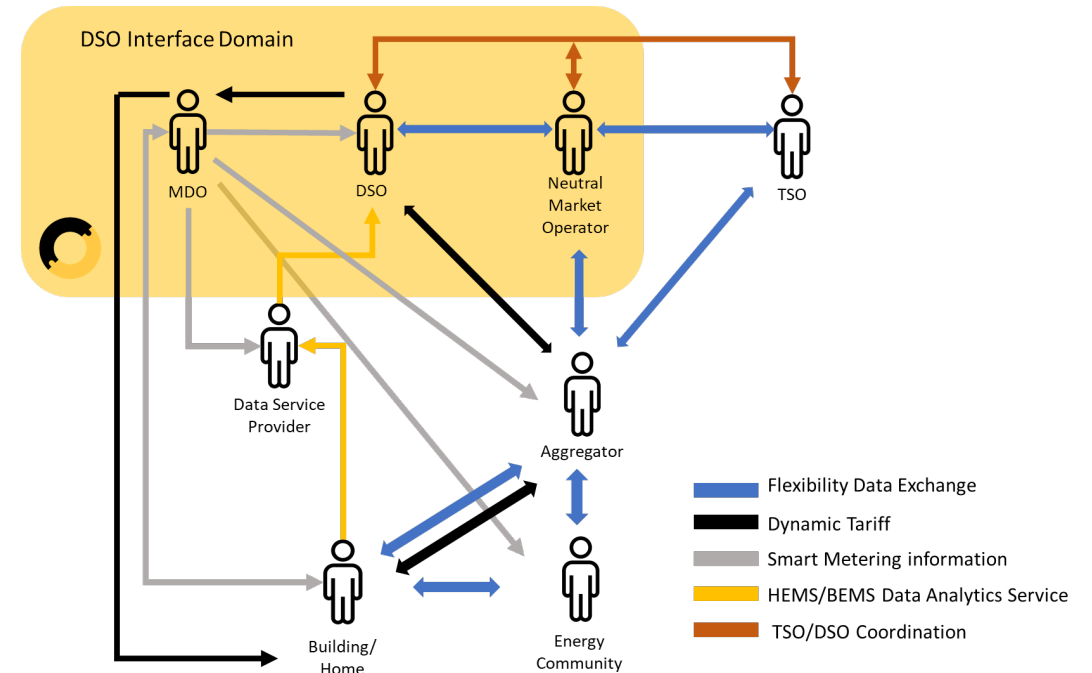 DSO Interface Domain
MDO
DSO
Neutral
Market
Operator
TSO
Data Service
Provider
Aggregator
Building/
Home
Energy
Community
Flexibility Data Exchange
Dynamic Tariff
Smart Metering information
HEMS/BEMS Data Analytics Service
TSO/DSO Coordination